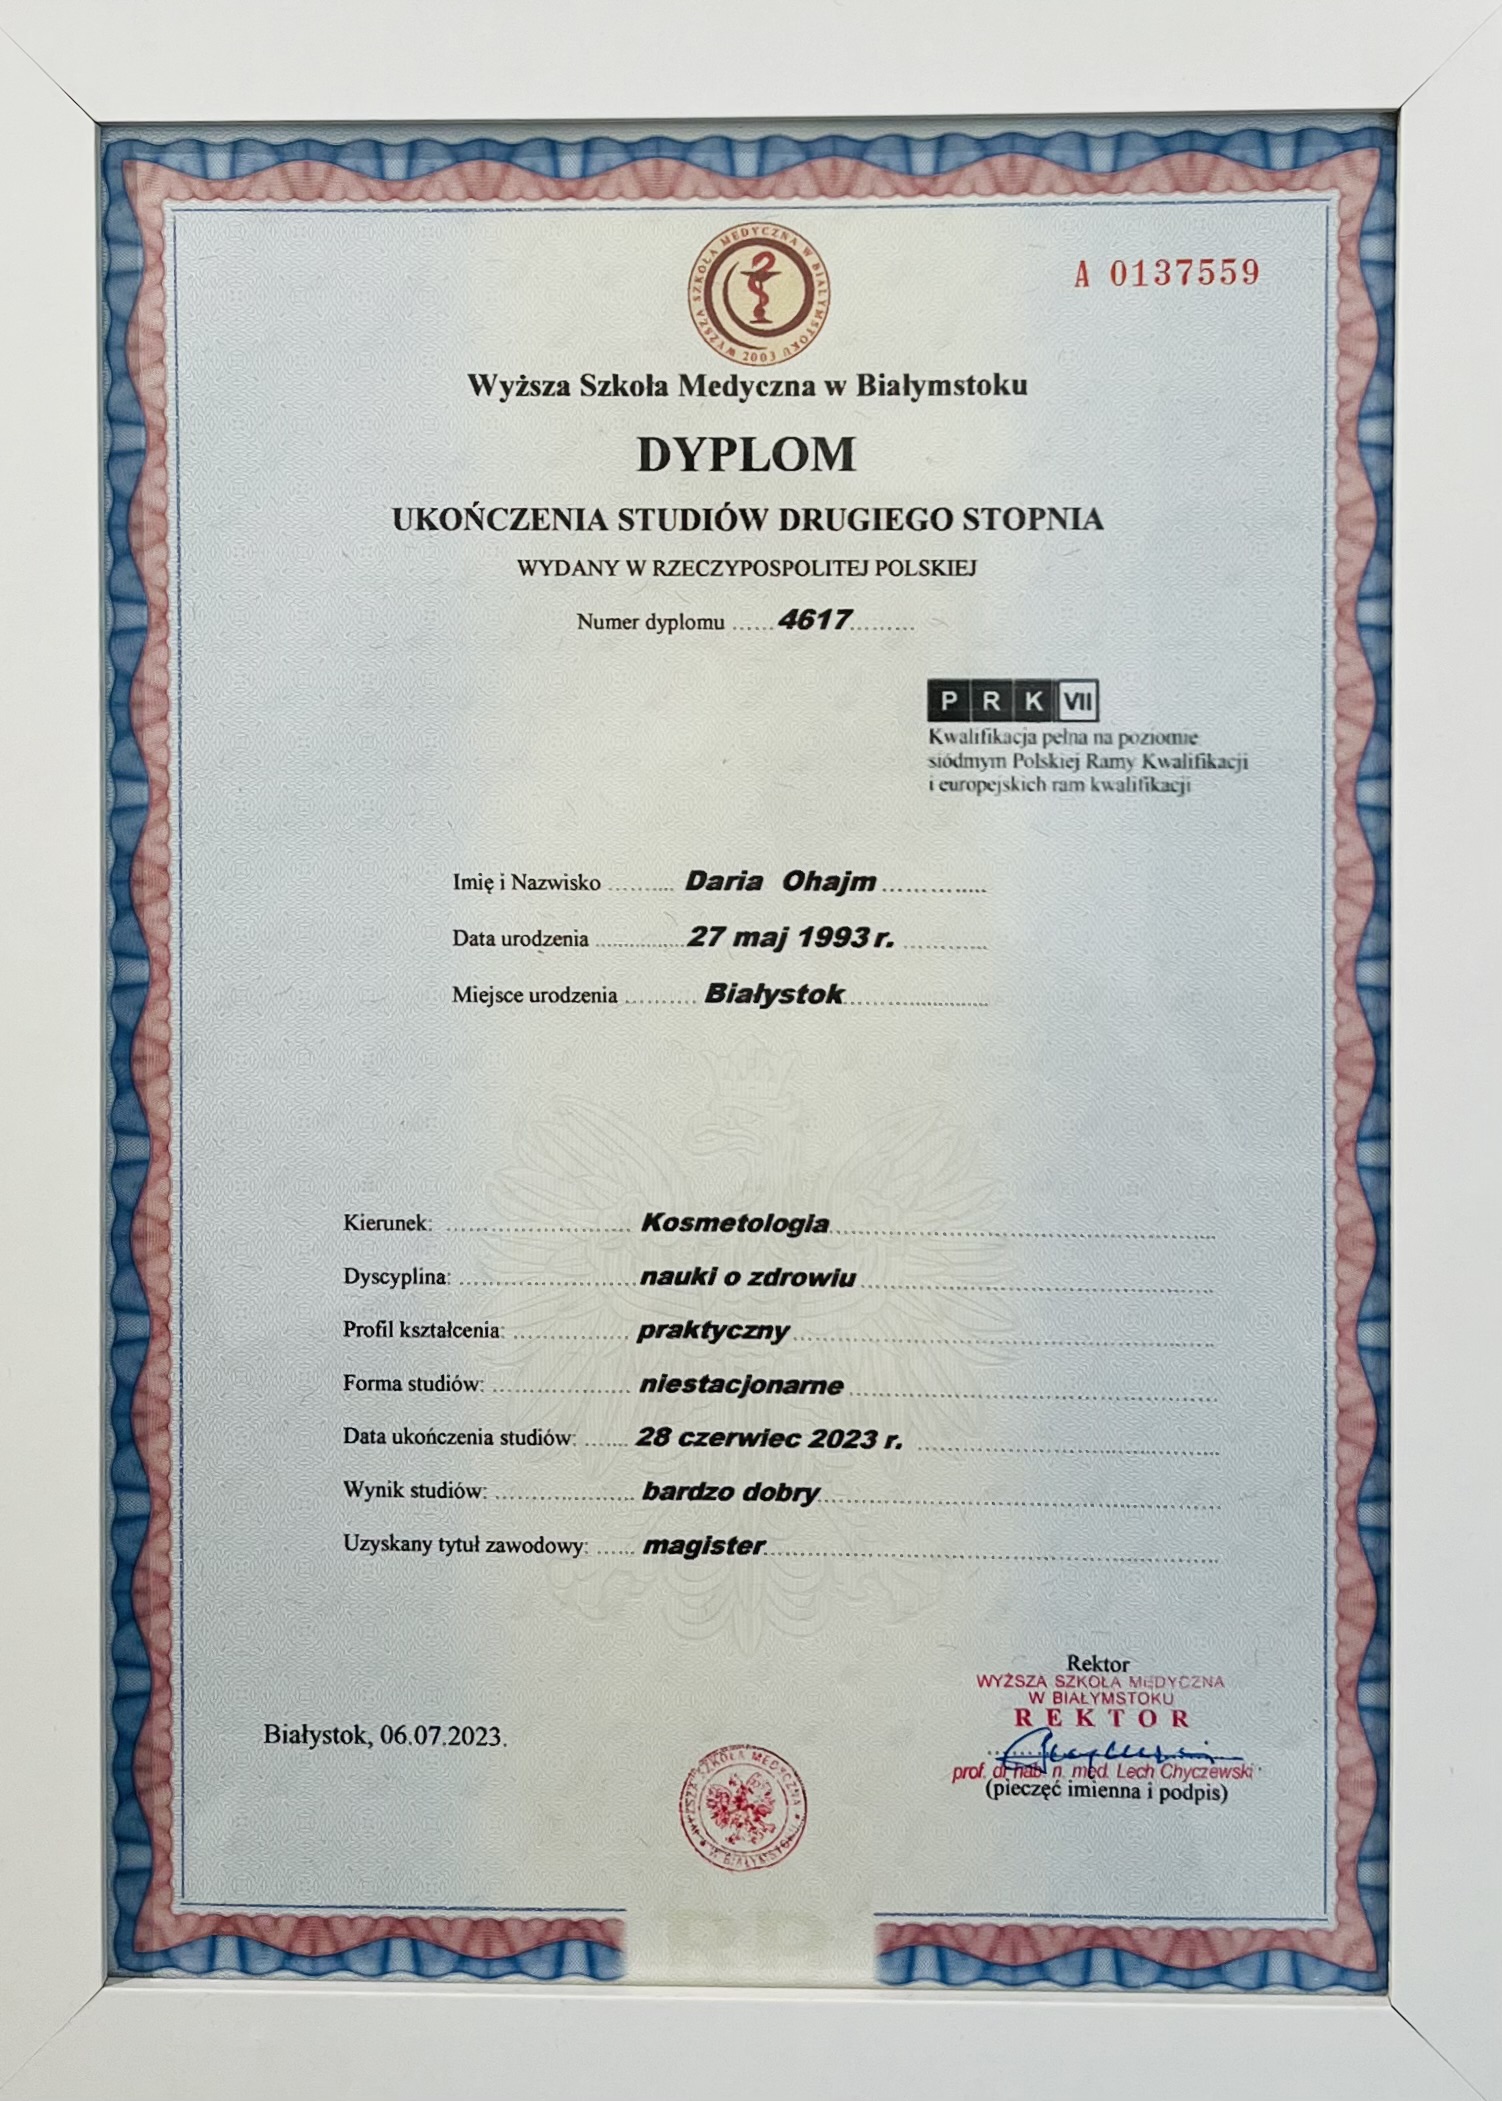 WYŻSZA SZKOŁA MEDYCZNA W BIAŁYMSTOKU
2003
A 0137559
Wyższa Szkoła Medyczna w Białymstoku
DYPLOM
UKOŃCZENIA STUDIÓW DRUGIEGO STOPNIA
WYDANY W RZECZYPOSPOLITEJ POLSKIEJ
Numer dyplomu ......4617.........
PRK VII
Kwalifikacja pełna na poziomie
siódmym Polskiej Ramy Kwalifikacji
i europejskich ram kwalifikacji
Imię i Nazwisko .......... Daria Ohajm ...............
Data urodzenia ...............27 maj 1993 r. ............
Miejsce urodzenia .......... Białystok.....................
Kierunek: ............................ Kosmetologia..........................................................
Dyscyplina: ...........................nauki o zdrowiu.....................................................
Profil kształcenia: ................. praktyczny...............................................................
Forma studiów: .................... niestacjonarne.......................................................
Data ukończenia studiów: ...... 28 czerwiec 2023 r. ...........................................
Wynik studiów: .................... bardzo dobry...........................................................
Uzyskany tytuł zawodowy: ...... magister...................................................................
Rektor
WYŻSZA SZKOŁA MEDYCZNA
W BIAŁYMSTOKU
REKTOR
Białystok, 06.07.2023.
prof. dr hab. n. med. Lech Chyczewski
(pieczęć imienna i podpis)
WYŻSZA SZKOŁA MEDYCZNA
W BIAŁYMSTOKU